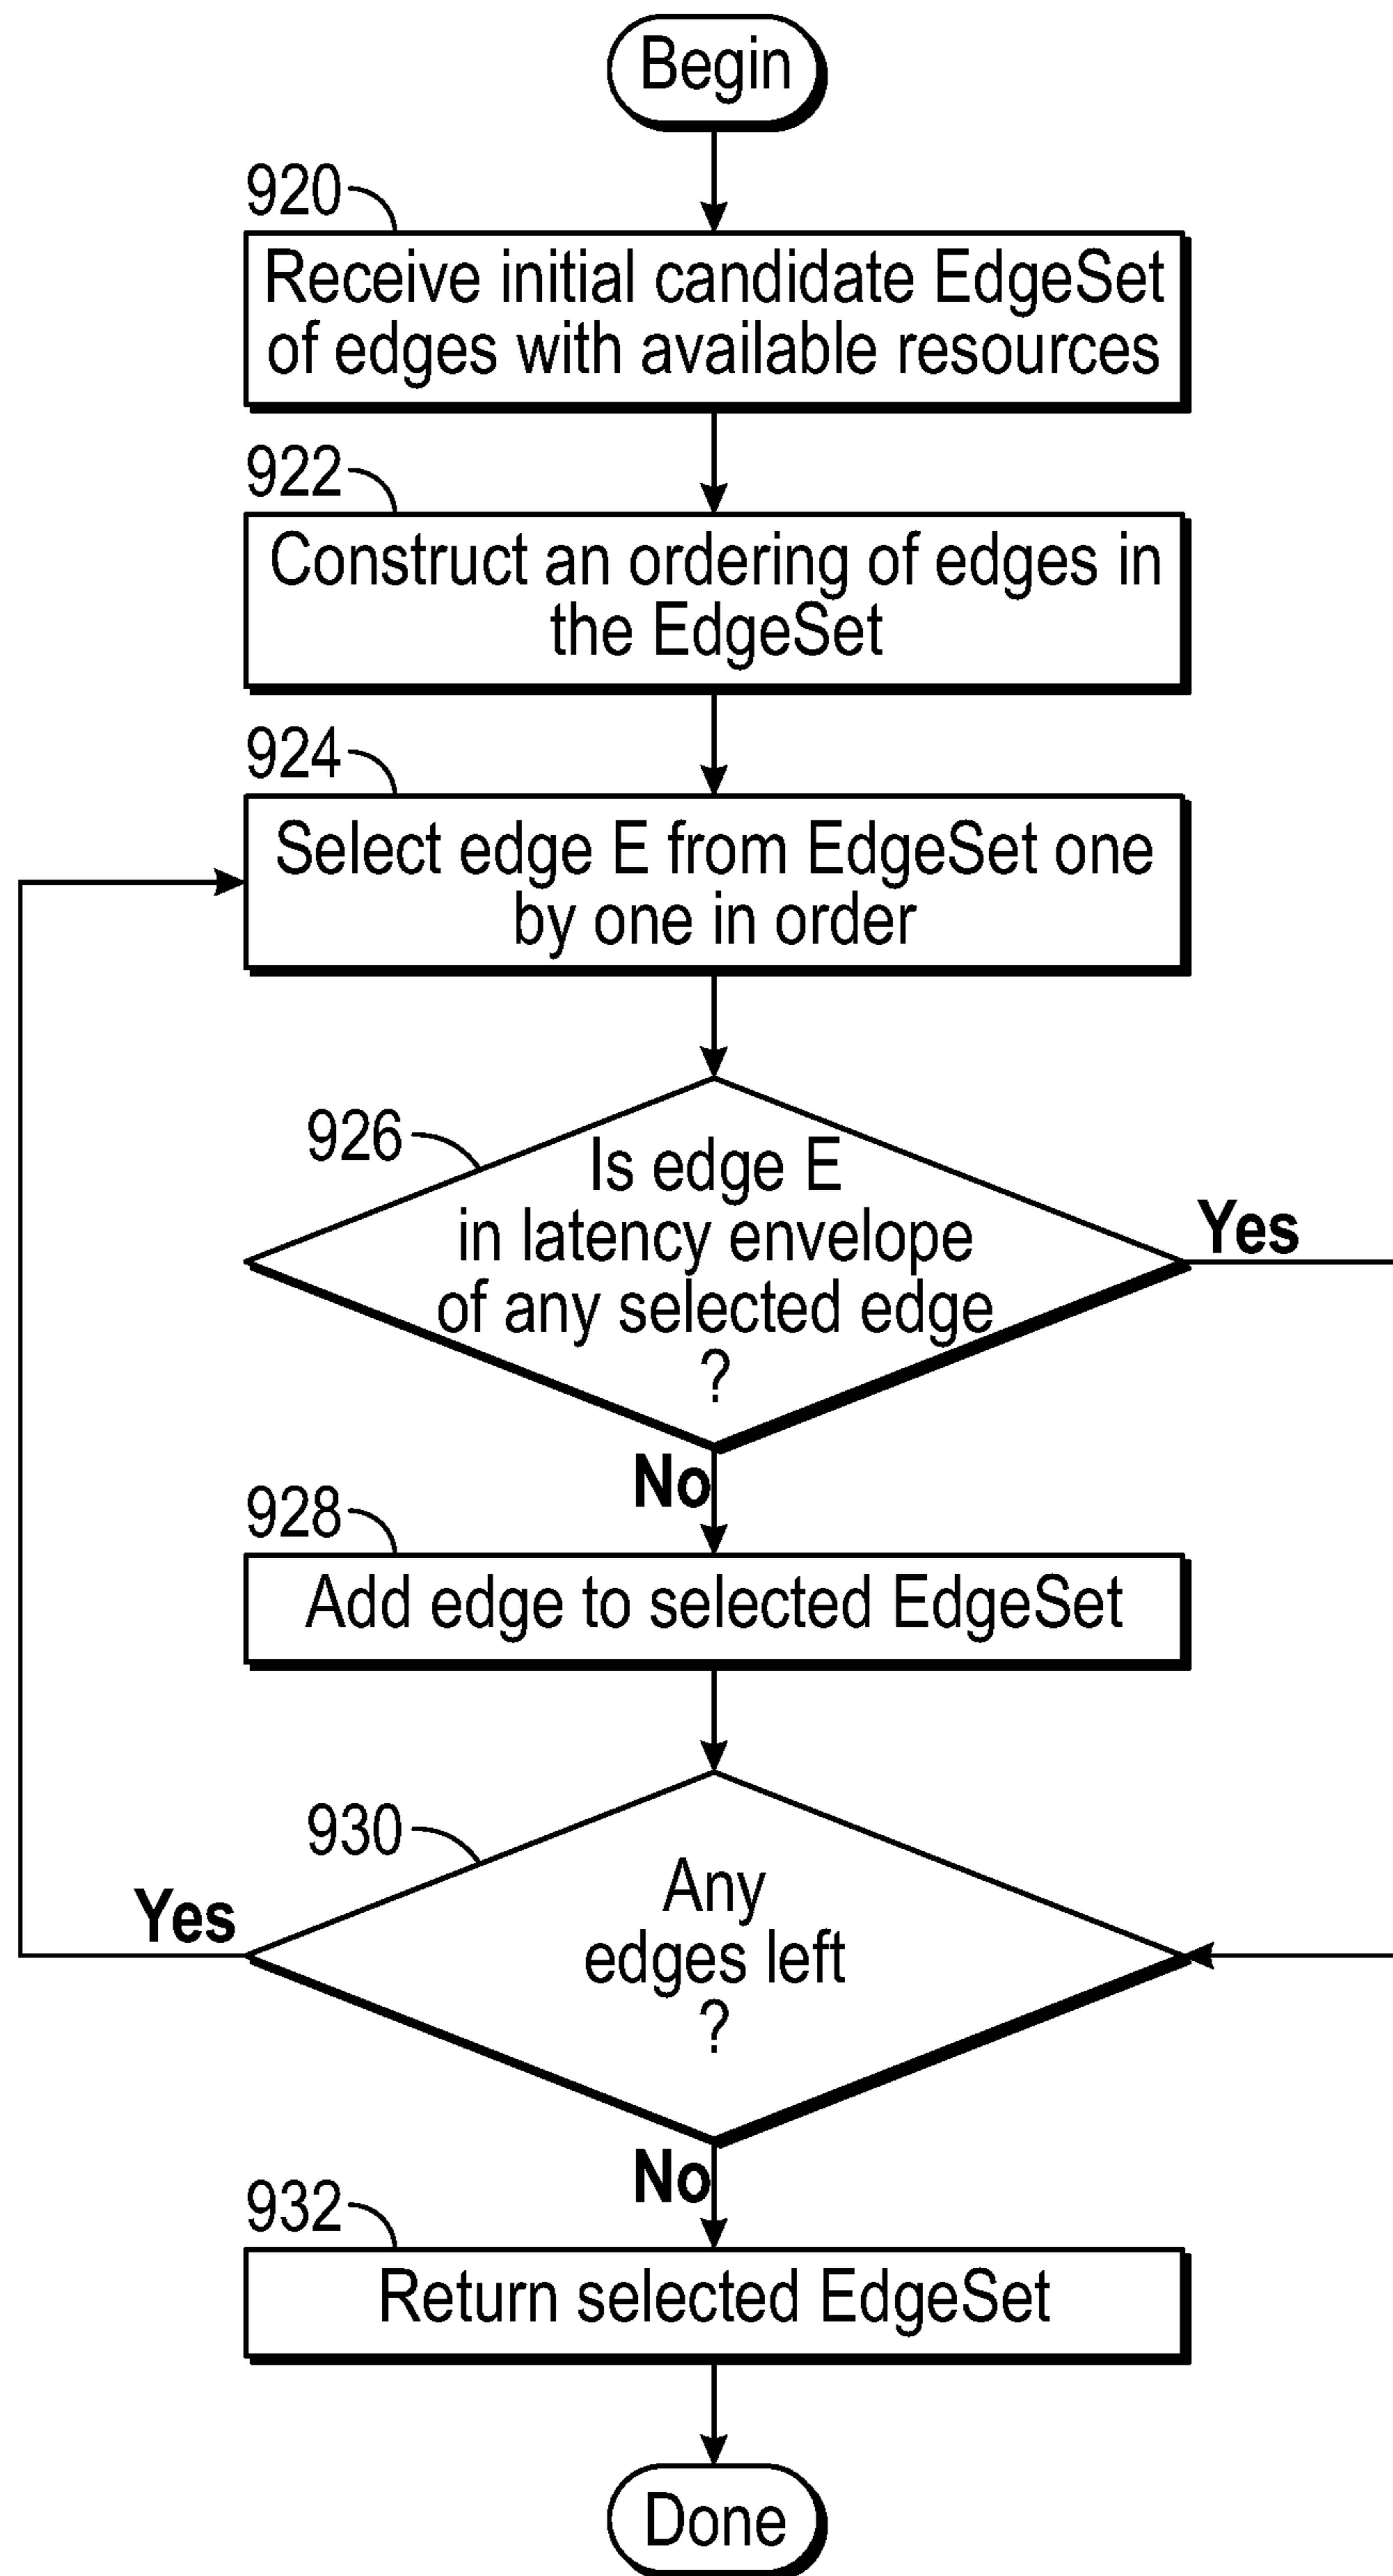 Begin
920
Receive initial candidate EdgeSet
of edges with available resources
922
Construct an ordering of edges in
the EdgeSet
924
Select edge E from EdgeSet one
by one in order
926
Is edge E
in latency envelope
of any selected edge
?
Yes
No
928
Add edge to selected EdgeSet
930
Any
edges left
?
Yes
No
932
Return selected EdgeSet
Done